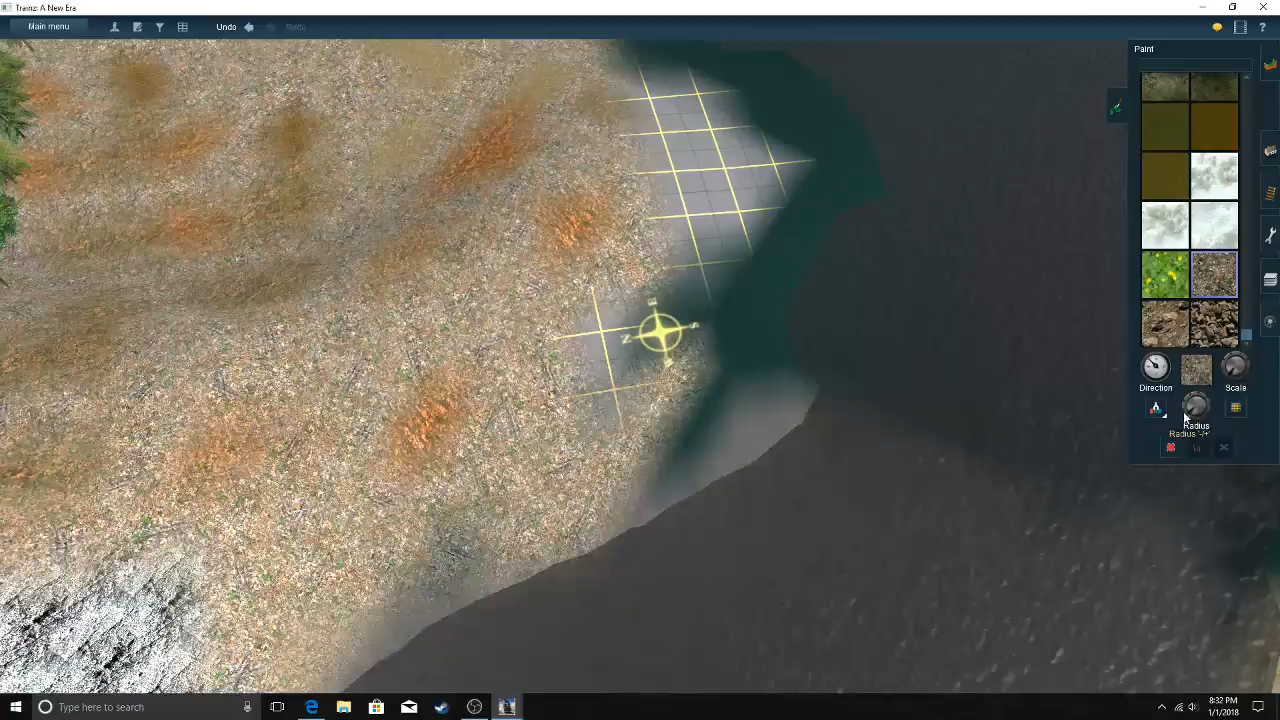 Trainz: A New Era
Main menu
Undo
Redo
Paint
Direction
Scale
Radius
Radius '-/+'
Type here to search
8:32 PM
1/1/2018